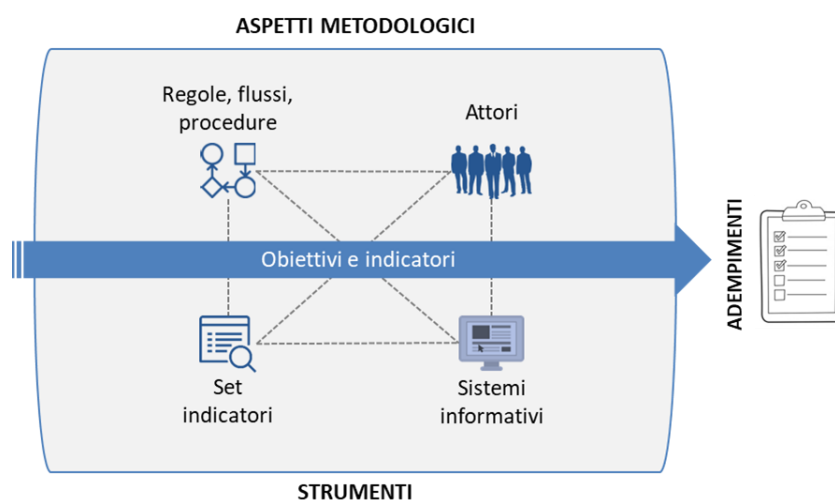 ASPETTI METODOLOGICI
Regole, flussi,
procedure
Attori
Obiettivi e indicatori
ADEMPIMENTI
Set
indicatori
Sistemi
informativi
STRUMENTI